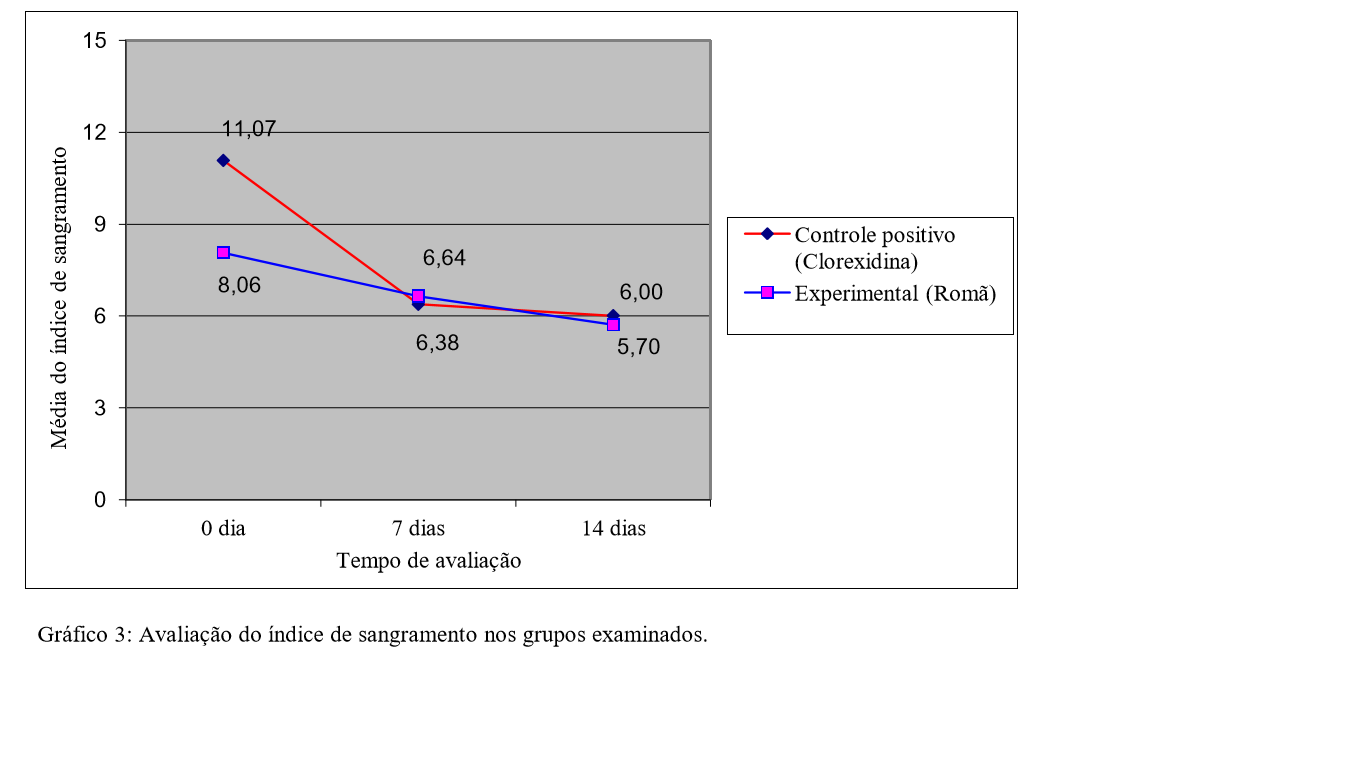 15
12
9
6
3
0
Média do índice de sangramento
11,07
8,06
6,64
6,38
6,00
5,70
0 dia
7 dias
14 dias
Tempo de avaliação
Controle positivo
(Clorexidina)
Experimental (Romã)
Gráfico 3: Avaliação do índice de sangramento nos grupos examinados.